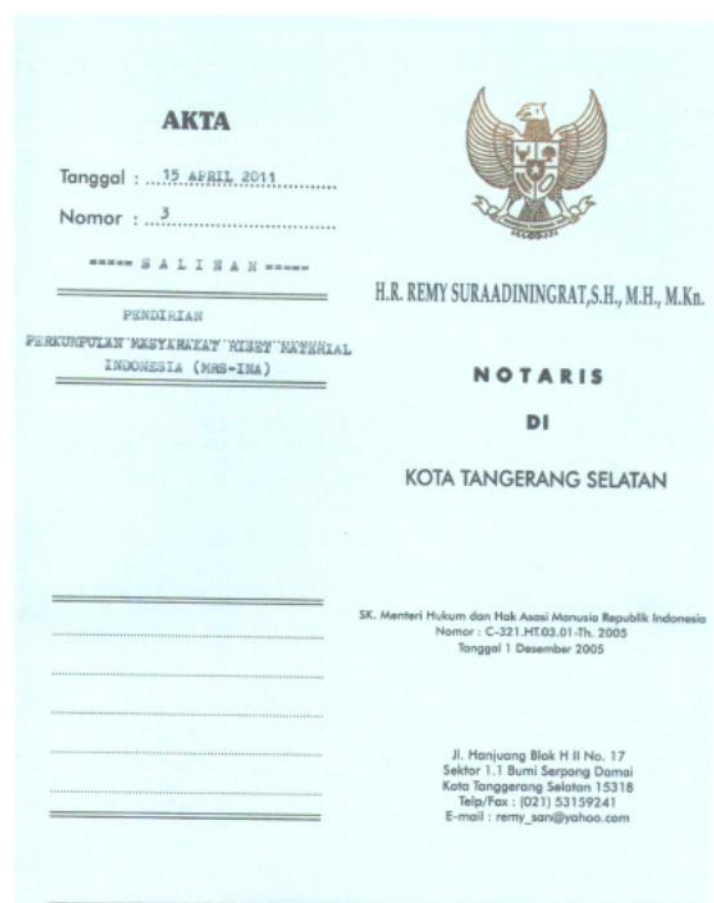 AKTA
Tanggal : 15 APRIL 2011
Nomor : 3
===== S A L I N A N =====
PENDIRIAN
PERKUMPULAN MASYARAKAT RISET MATERIAL
INDONESIA (MRS-INA)
H.R. REMY SURAADININGRAT,S.H., M.H., M.Kn.
NOTARIS
DI
KOTA TANGERANG SELATAN
SK. Menteri Hukum dan Hak Asasi Manusia Republik Indonesia
Nomor : C-321.HT.03.01-Th. 2005
Tanggal 1 Desember 2005
Jl. Hanjuang Blok H II No. 17
Sektor 1.1 Bumi Serpong Damai
Kota Tanggerang Selatan 15318
Telp/Fax : (021) 53159241
E-mail : remy_san@yahoo.com